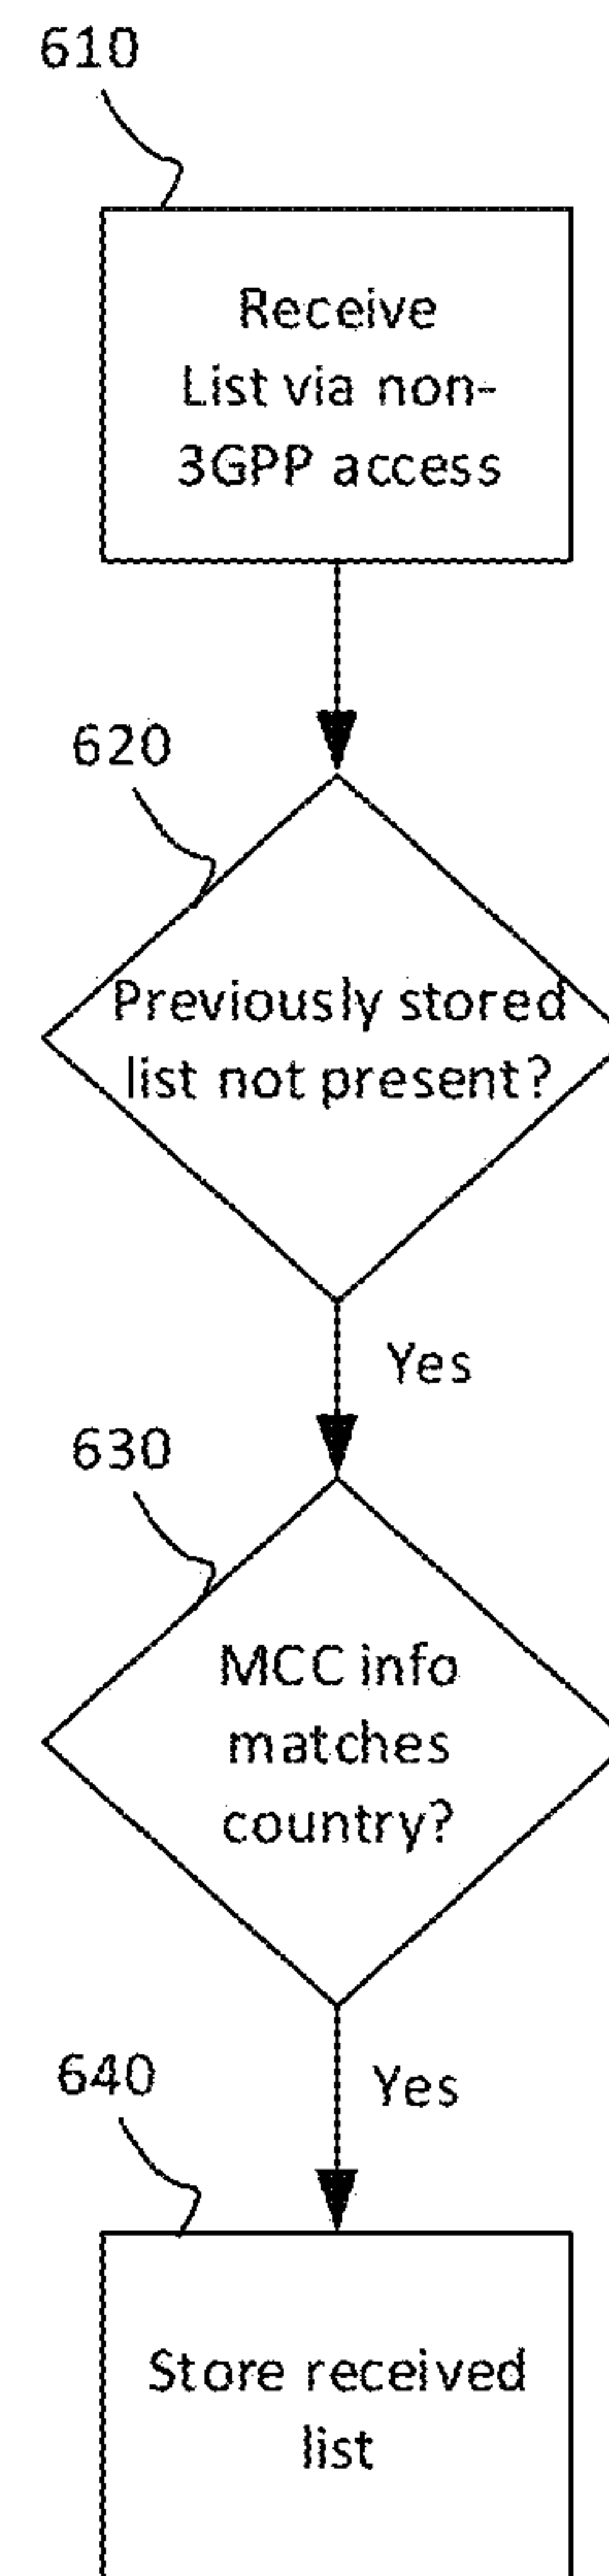 610
Receive
List via non-
3GPP access
620
Previously stored
list not present?
Yes
630
MCC info
matches
country?
640
Yes
Store received
list